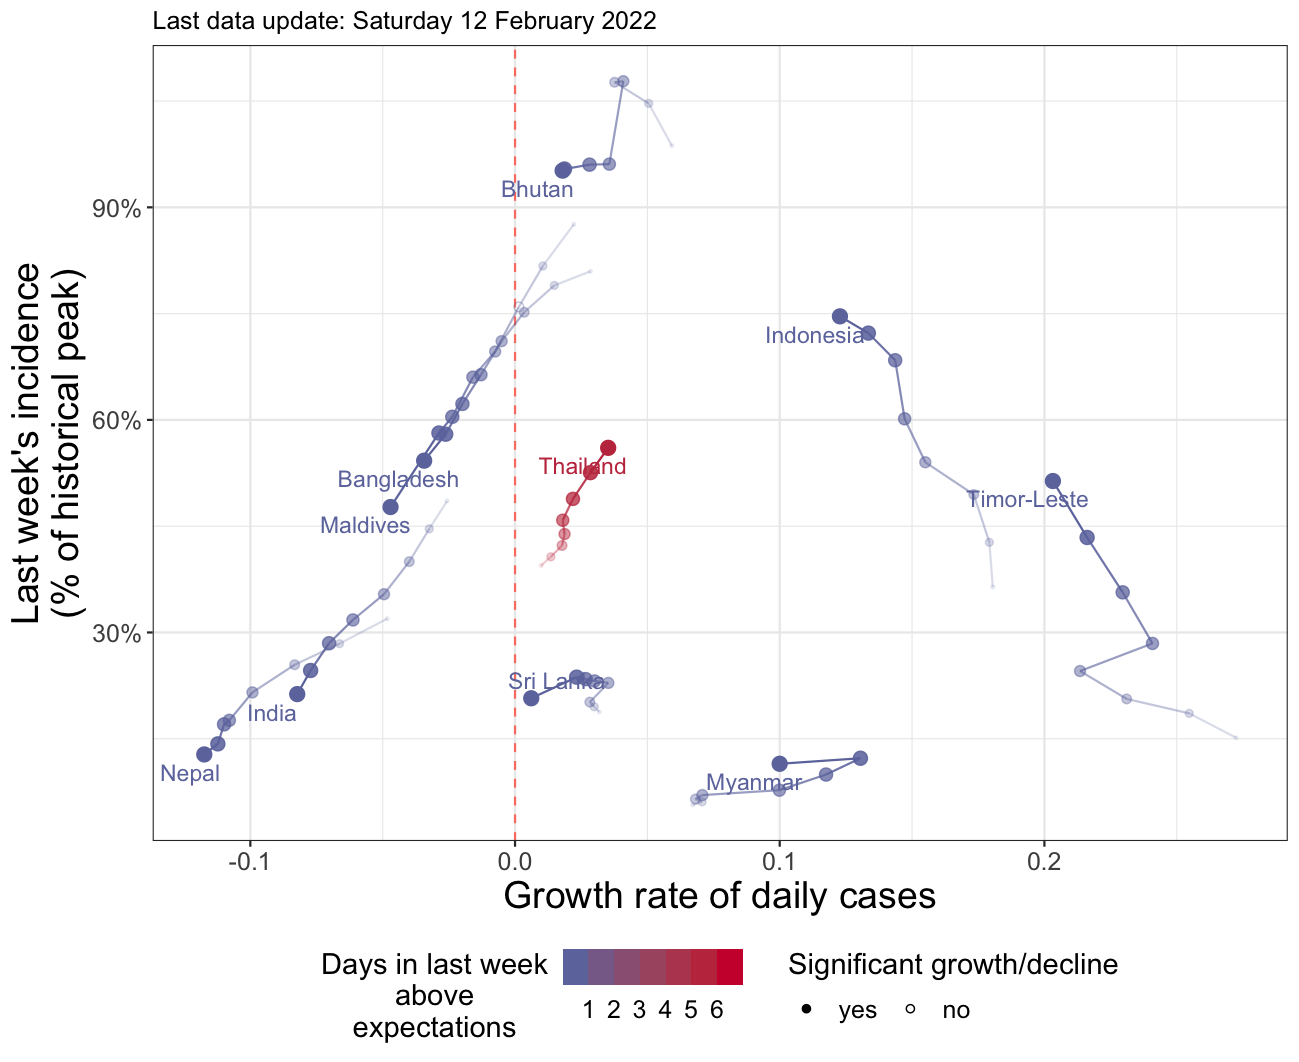 Last data update: Saturday 12 February 2022
Last week's incidence
(% of historical peak)
90%
60%
30%
Bhutan
Indonesia
Thailand
Bangladesh
Timor-Leste
Maldives
Sri Lanka
India
Nepal
Myanmar
-0.1
0.0
0.1
0.2
Growth rate of daily cases
Days in last week
above
expectations
1 2 3 4 5 6
Significant growth/decline
yes no